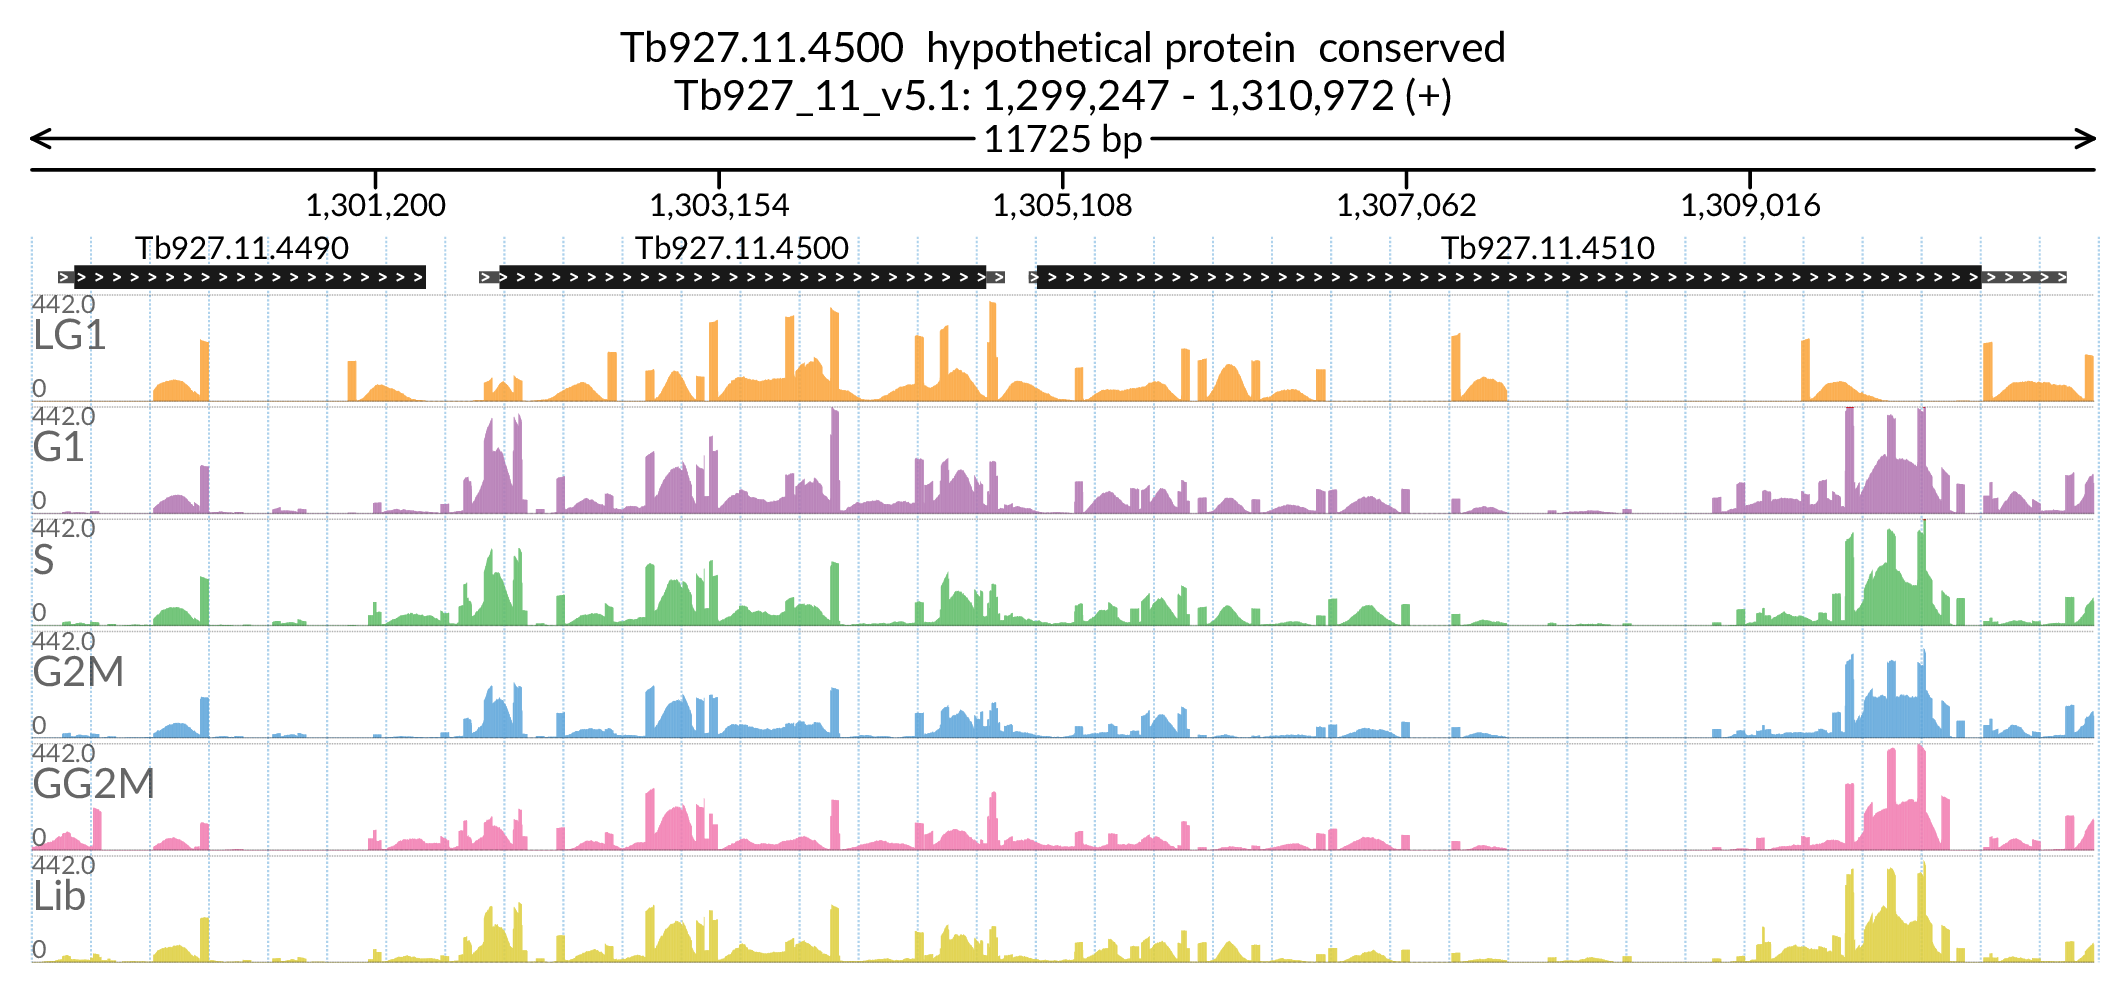 Tb927.11.4500 hypothetical protein conserved
Tb927_11_v5.1: 1,299,247 - 1,310,972 (+)
11725 bp
1,301,200 1,303,154 1,305,108 1,307,062 1,309,016
Tb927.11.4490 Tb927.11.4500 Tb927.11.4510
442.0
LG1
0
442.0
G1
0
442.0
S
0
442.0
G2M
0
442.0
GG2M
0
442.0
Lib
0